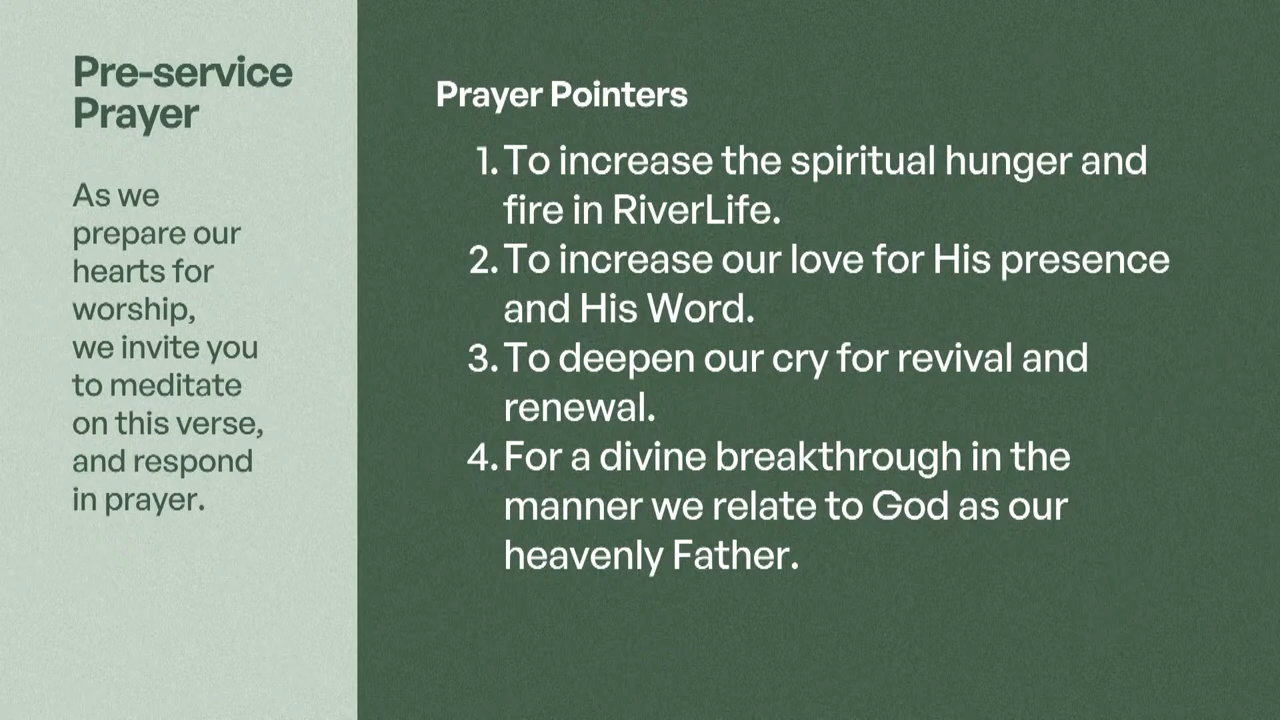 Pre-service
Prayer
As we
prepare our
hearts for
worship,
we invite you
to meditate
on this verse,
and respond
in prayer.
Prayer Pointers
1. To increase the spiritual hunger and
fire in RiverLife.
2. To increase our love for His presence
and His Word.
3. To deepen our cry for revival and
renewal.
4. For a divine breakthrough in the
manner we relate to God as our
heavenly Father.